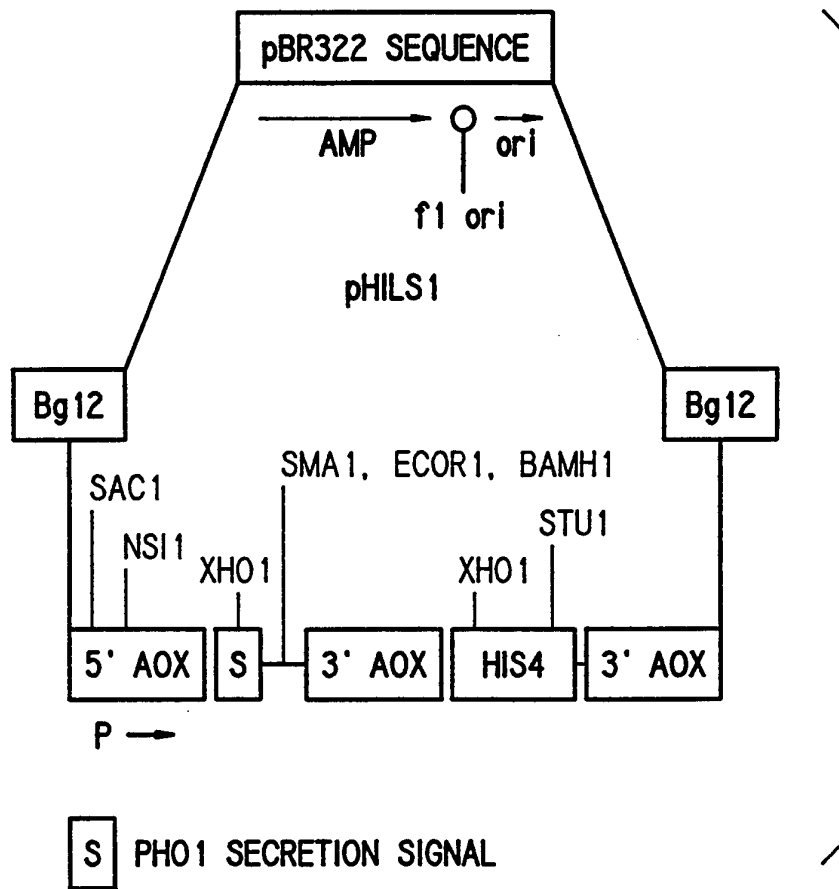 pBR322 SEQUENCE
AMP
ori
f1 ori
pHILS1
Bg12
Bg12
SMA1, ECOR1, BAMH1
SAC1
STU1
NSI1
XHO1
XHO1
5' AOX
S
3' AOX
HIS4
3' AOX
P
S PHO1 SECRETION SIGNAL